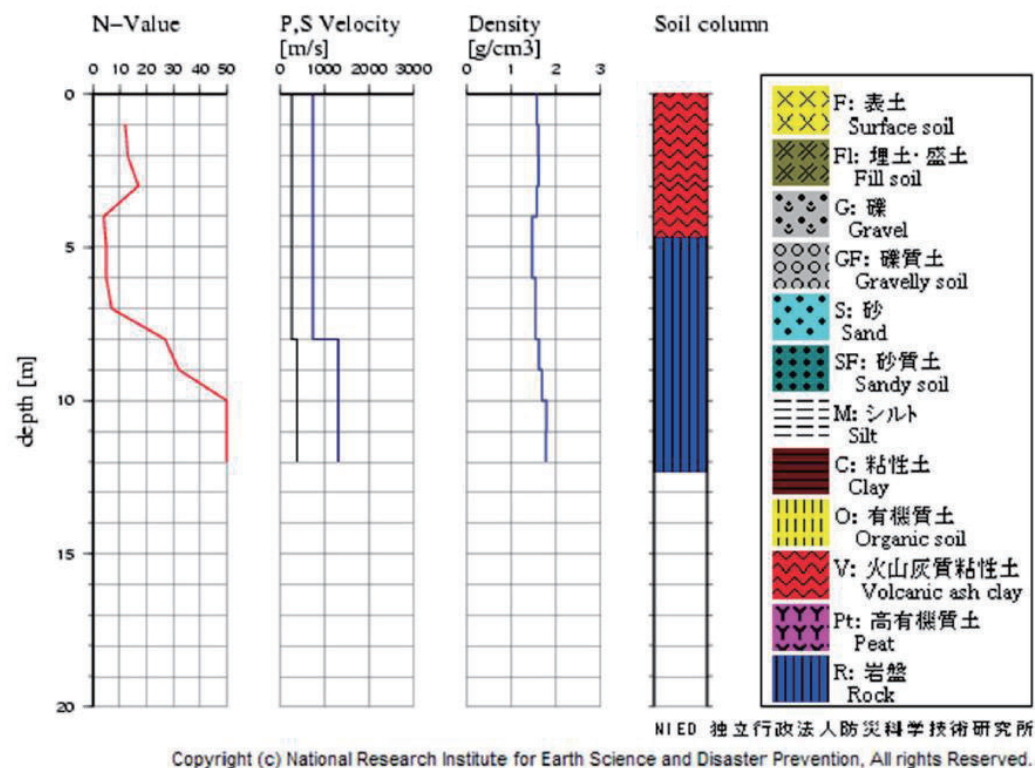 N-Value
P,S Velocity
[m/s]
Density
[g/cm3]
Soil column
0 10 20 30 40 50
0 1000 2000 3000
0 1 2 3
0
5
10
15
20
depth [m]
F: 表土
Surface soil
Fl: 埋土・盛土
Fill soil
G: 礫
Gravel
GF: 礫質土
Gravelly soil
S: 砂
Sand
SF: 砂質土
Sandy soil
M: シルト
Silt
C: 粘性土
Clay
O: 有機質土
Organic soil
V: 火山灰質粘性土
Volcanic ash clay
Pt: 高有機質土
Peat
R: 岩盤
Rock
NIED 独立行政法人防災科学技術研究所
Copyright (c) National Research Institute for Earth Science and Disaster Prevention, All rights Reserved.